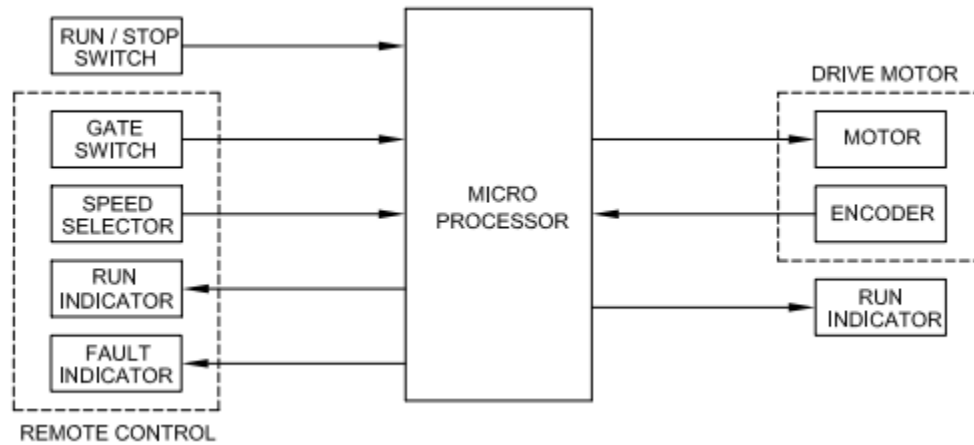 RUN / STOP
SWITCH
GATE
SWITCH
SPEED
SELECTOR
RUN
INDICATOR
FAULT
INDICATOR
REMOTE CONTROL
MICRO
PROCESSOR
DRIVE MOTOR
MOTOR
ENCODER
RUN
INDICATOR